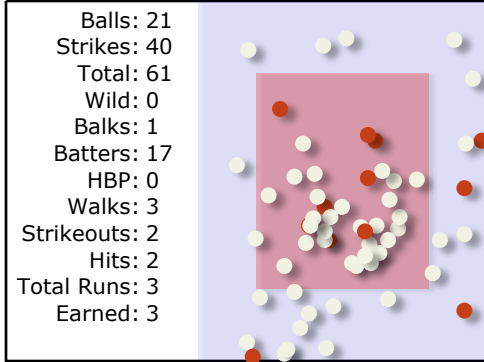 Balls: 21
Strikes: 40
Total: 61
Wild: 0
Balks: 1
Batters: 17
HBP: 0
Walks: 3
Strikeouts: 2
Hits: 2
Total Runs: 3
Earned: 3